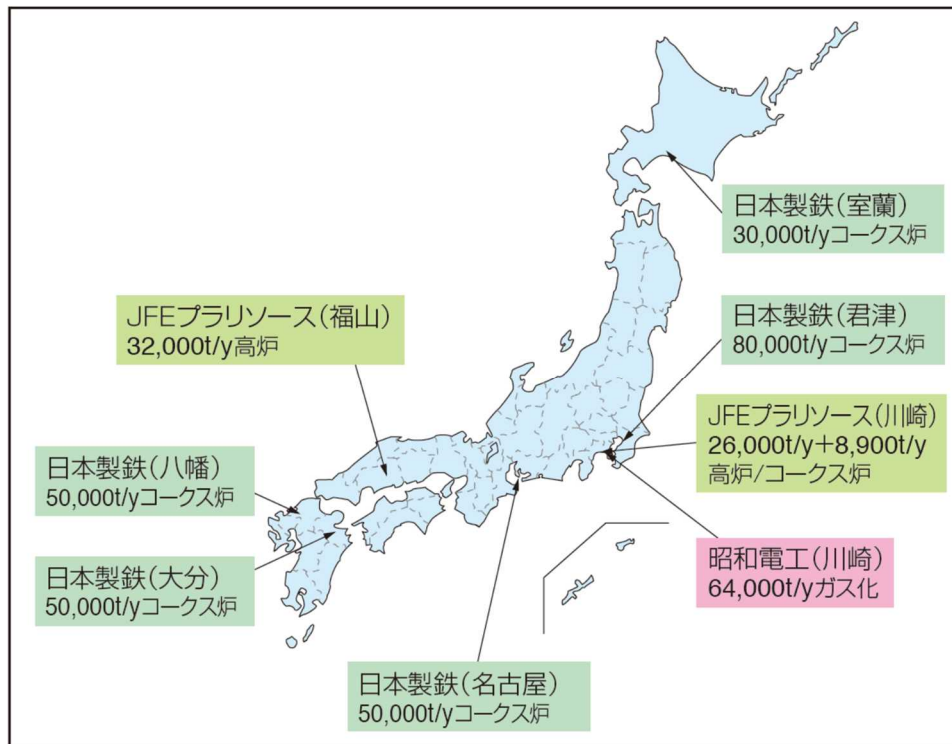 日本製鉄(室蘭)
30,000t/yコークス炉
JFEプラリソース(福山)
32,000t/y高炉
日本製鉄(君津)
80,000t/yコークス炉
JFEプラリソース(川崎)
26,000t/y+8,900t/y
高炉/コークス炉
日本製鉄(八幡)
50,000t/yコークス炉
昭和電工(川崎)
64,000t/yガス化
日本製鉄(大分)
50,000t/yコークス炉
日本製鉄(名古屋)
50,000t/yコークス炉